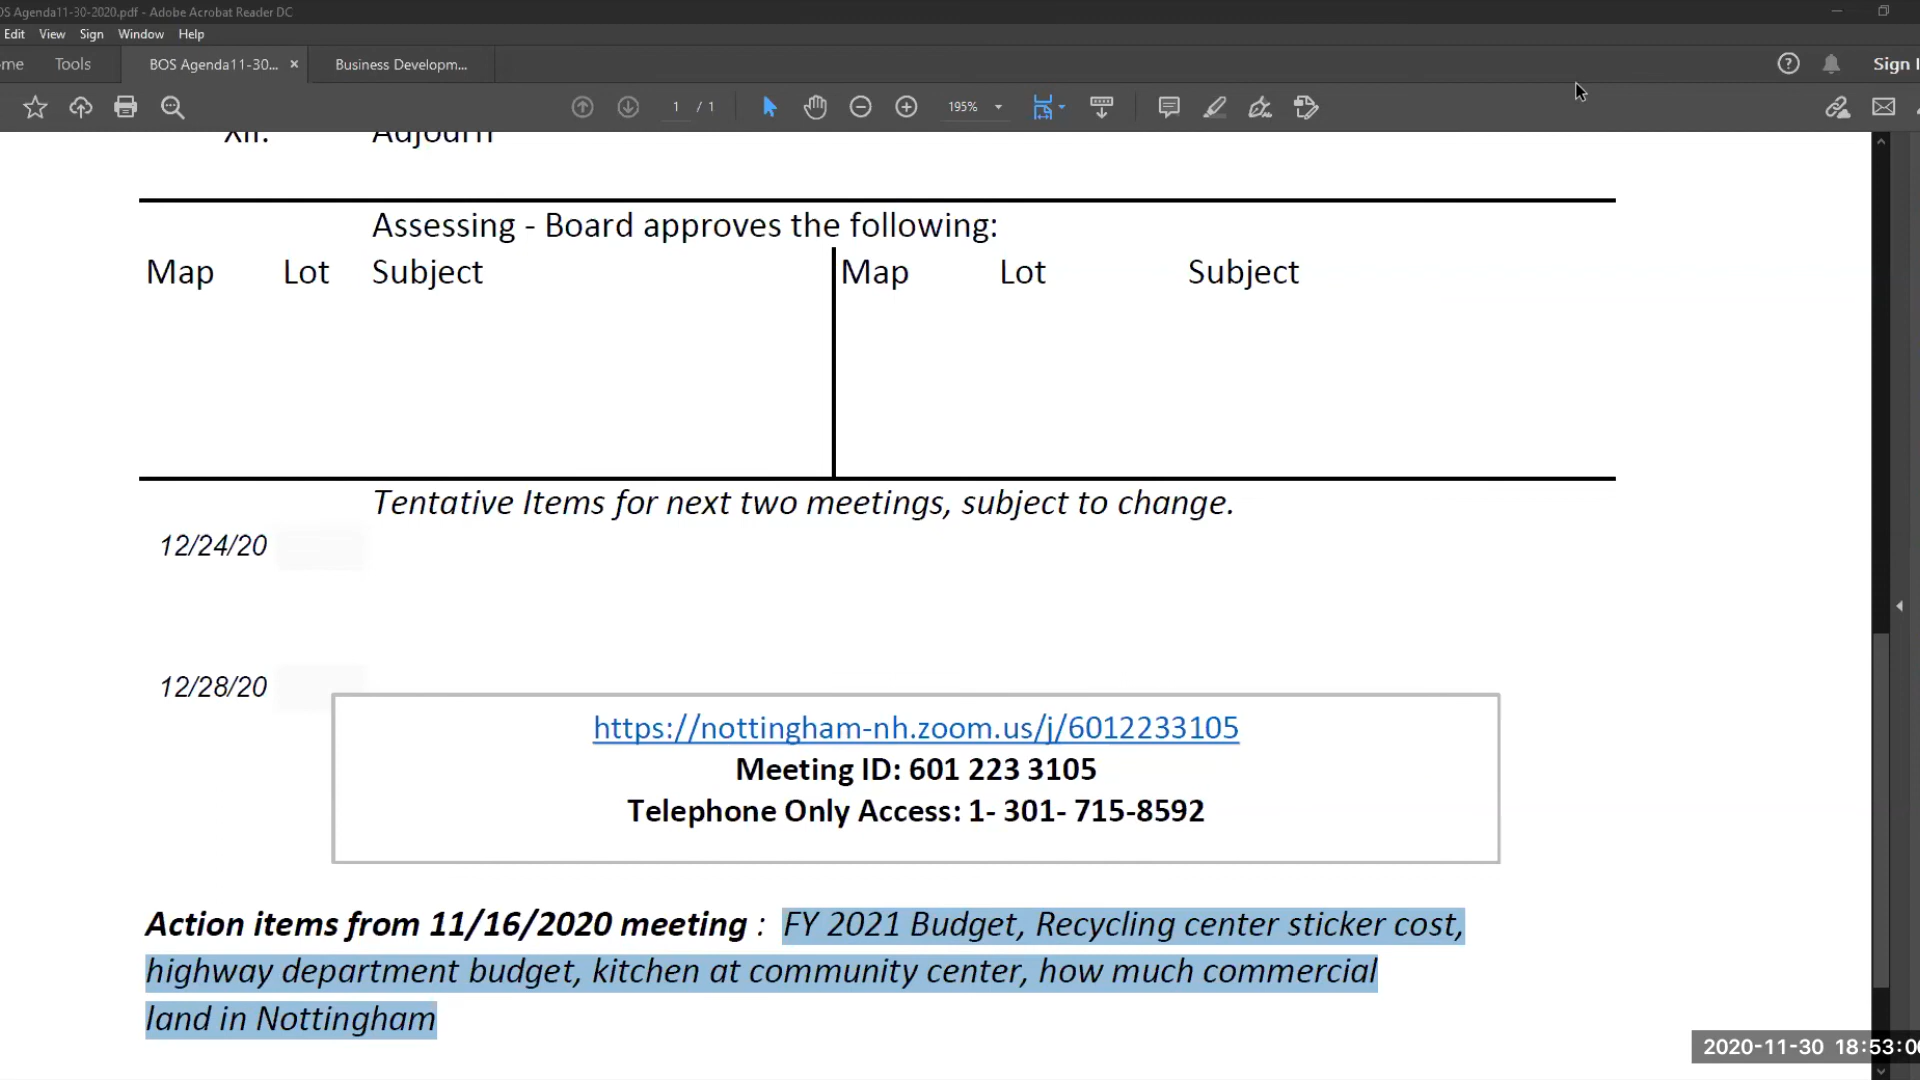 OS Agenda11-30-2020.pdf - Adobe Acrobat Reader DC
Edit View Sign Window Help
me Tools BOS Agenda11-30... × Business Developm... Sign I
1 / 1 195%
XII. Adjourn
Assessing - Board approves the following:
Map Lot Subject Map Lot Subject
Tentative Items for next two meetings, subject to change.
12/24/20
12/28/20
https://nottingham-nh.zoom.us/j/6012233105
Meeting ID: 601 223 3105
Telephone Only Access: 1- 301- 715-8592
Action items from 11/16/2020 meeting : FY 2021 Budget, Recycling center sticker cost,
highway department budget, kitchen at community center, how much commercial
land in Nottingham
2020-11-30 18:53:00